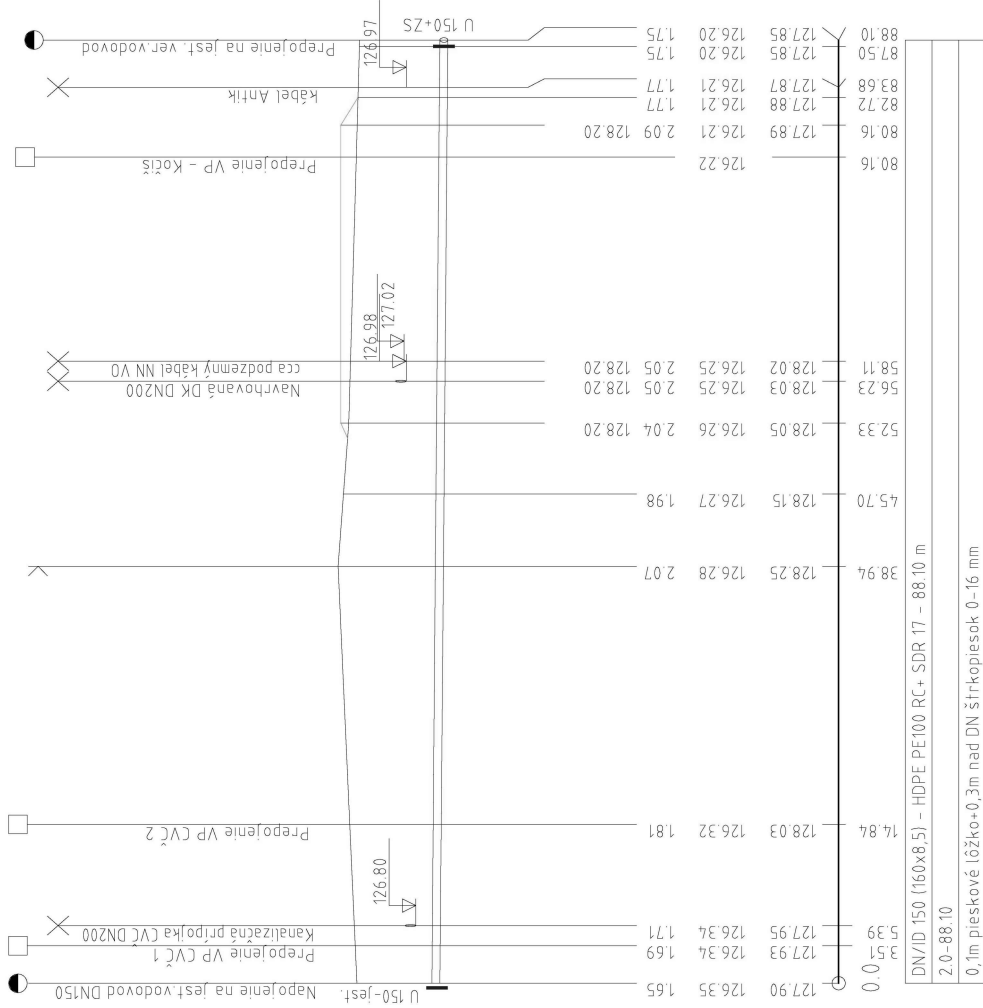 Prepojenie na jest. ver.vodovod
U 150+ZS
1.75 126.20 127.85 88.10
1.75 126.20 127.85 87.50
126.97
kábel Antik
1.77 126.21 127.87 83.68
1.77 126.21 127.88 82.72
128.20 2.09 126.21 127.89 80.16
Prepojenie VP - Kočiš
126.22 80.16
126.98
127.02
cca podzemný kábel NN VO
128.20 2.05 126.25 128.02 58.11
Navrhovaná DK DN200
128.20 2.05 126.25 128.03 56.23
128.20 2.04 126.26 128.05 52.33
1.98 126.27 128.15 45.70
2.07 126.28 128.25 38.94
Prepojenie VP CVČ 2
1.81 126.32 128.03 14.84
126.80
Kanalizačná prípojka CVČ DN200
1.71 126.34 127.95 5.39
Prepojenie VP CVČ 1
1.69 126.34 127.93 3.51
Napojenie na jest.vodovod DN150
U 150-jest.
1.65 126.35 127.90 0.0
DN/ID 150 (160x8,5) - HDPE PE100 RC+ SDR 17 - 88.10 m
2.0-88.10
0,1m pieskové lôžko+0,3m nad DN štrkopiesok 0-16 mm